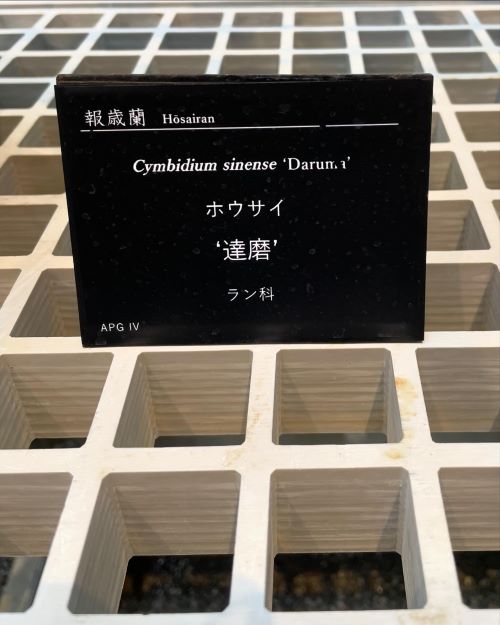 報歳蘭 Hōsairan
Cymbidium sinense ‘Daruma’
ホウサイ
‘達磨’
ラン科
APG IV